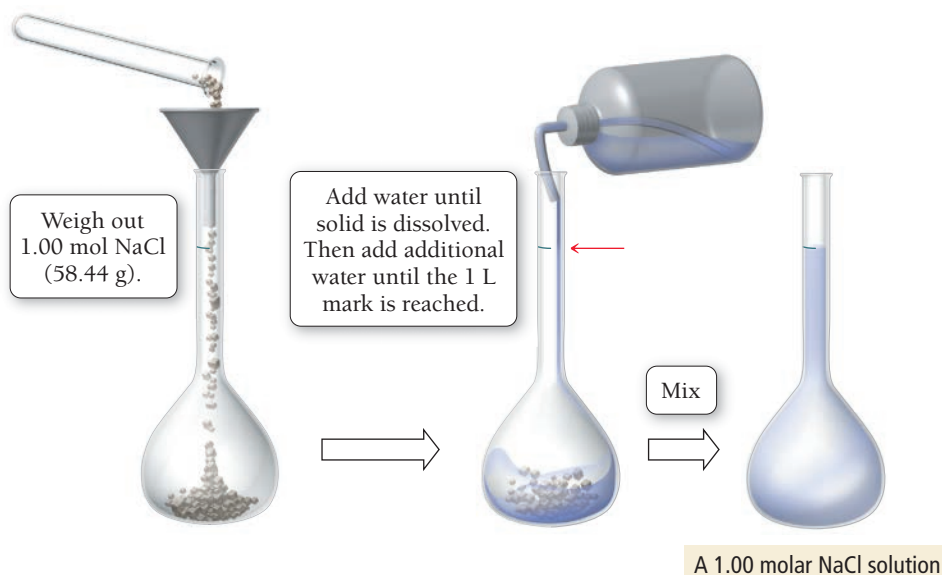 Weigh out
1.00 mol NaCl
(58.44 g).
Add water until
solid is dissolved.
Then add additional
water until the 1 L
mark is reached.
Mix
A 1.00 molar NaCl solution